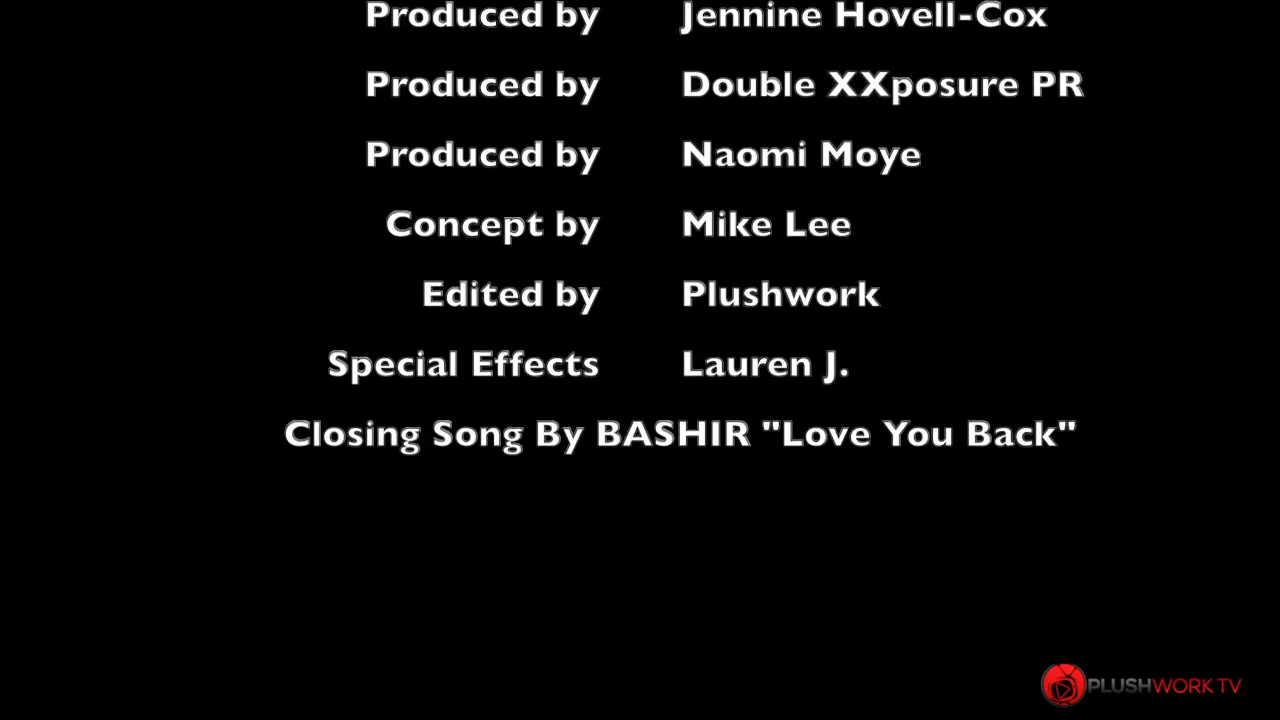 Produced by Jennine Hovell-Cox
Produced by Double XXposure PR
Produced by Naomi Moye
Concept by Mike Lee
Edited by Plushwork
Special Effects Lauren J.
Closing Song By BASHIR "Love You Back"
PLUSHWORK TV